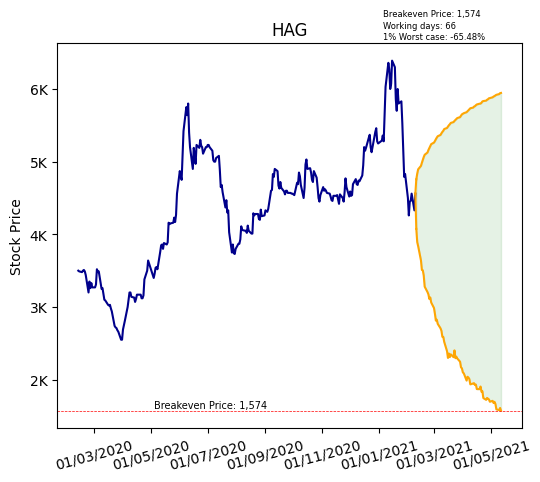 Breakeven Price: 1,574
Working days: 66
1% Worst case: -65.48%
HAG
Stock Price
6K
5K
4K
3K
2K
Breakeven Price: 1,574
01/03/2020
01/05/2020
01/07/2020
01/09/2020
01/11/2020
01/01/2021
01/03/2021
01/05/2021